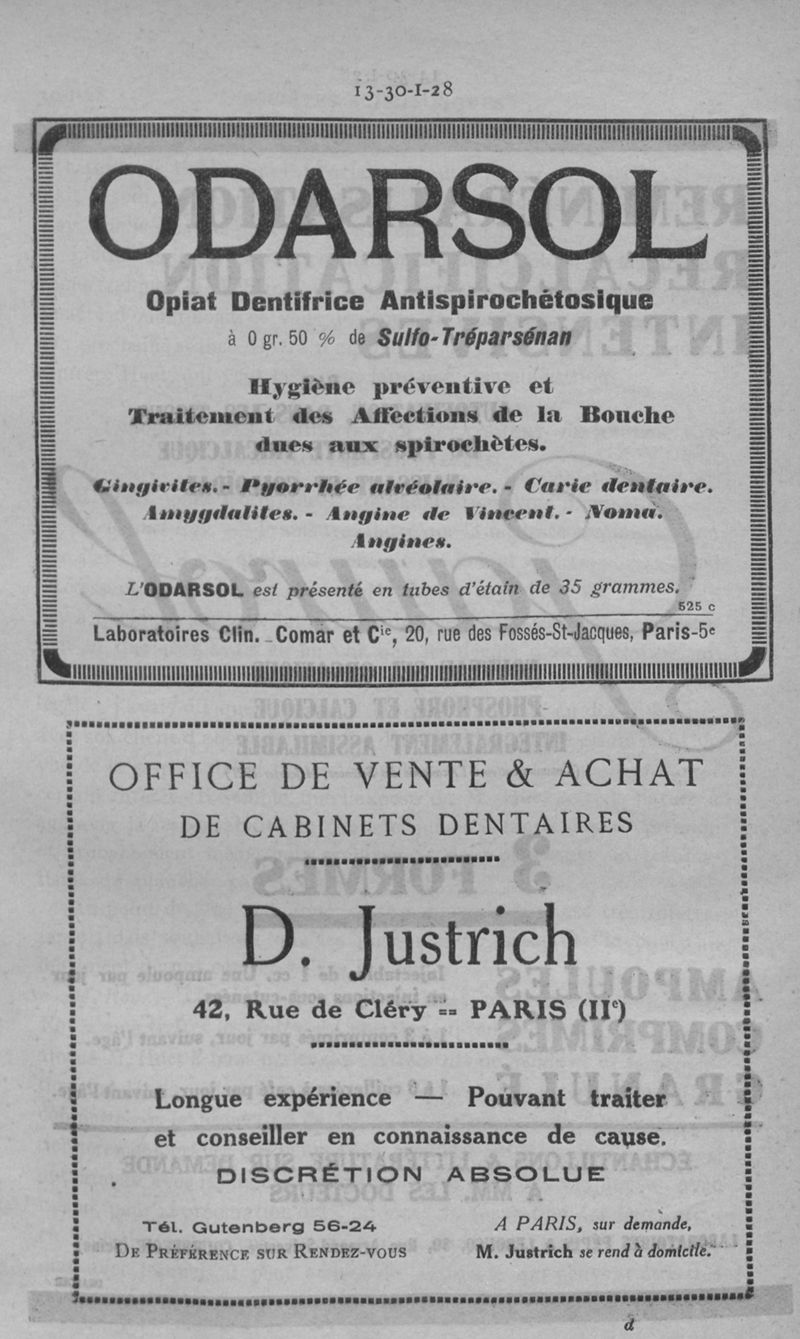 13-30-I-28
ODARSOL
Opiat Dentifrice Antispirochétosique
à 0 gr. 50 % de Sulfo-Tréparsénan
Hygiène préventive et
Traitement des Affections de la Bouche
dues aux spirochètes.
Gingivites. - Pyorrhée alvéolaire. - Carie dentaire.
Amygdalites. - Angine de Vincent. - Noma.
Angines.
L'ODARSOL est présenté en tubes d'étain de 35 grammes.
525 c
Laboratoires Clin. Comar et Cie, 20, rue des Fossés-St-Jacques, Paris-5e
OFFICE DE VENTE & ACHAT
DE CABINETS DENTAIRES
D. Justrich
42, Rue de Cléry == PARIS (IIe)
Longue expérience — Pouvant traiter
et conseiller en connaissance de cause.
DISCRÉTION ABSOLUE
Tél. Gutenberg 56-24
DE PRÉFÉRENCE SUR RENDEZ-VOUS
A PARIS, sur demande,
M. Justrich se rend à domicile.
d